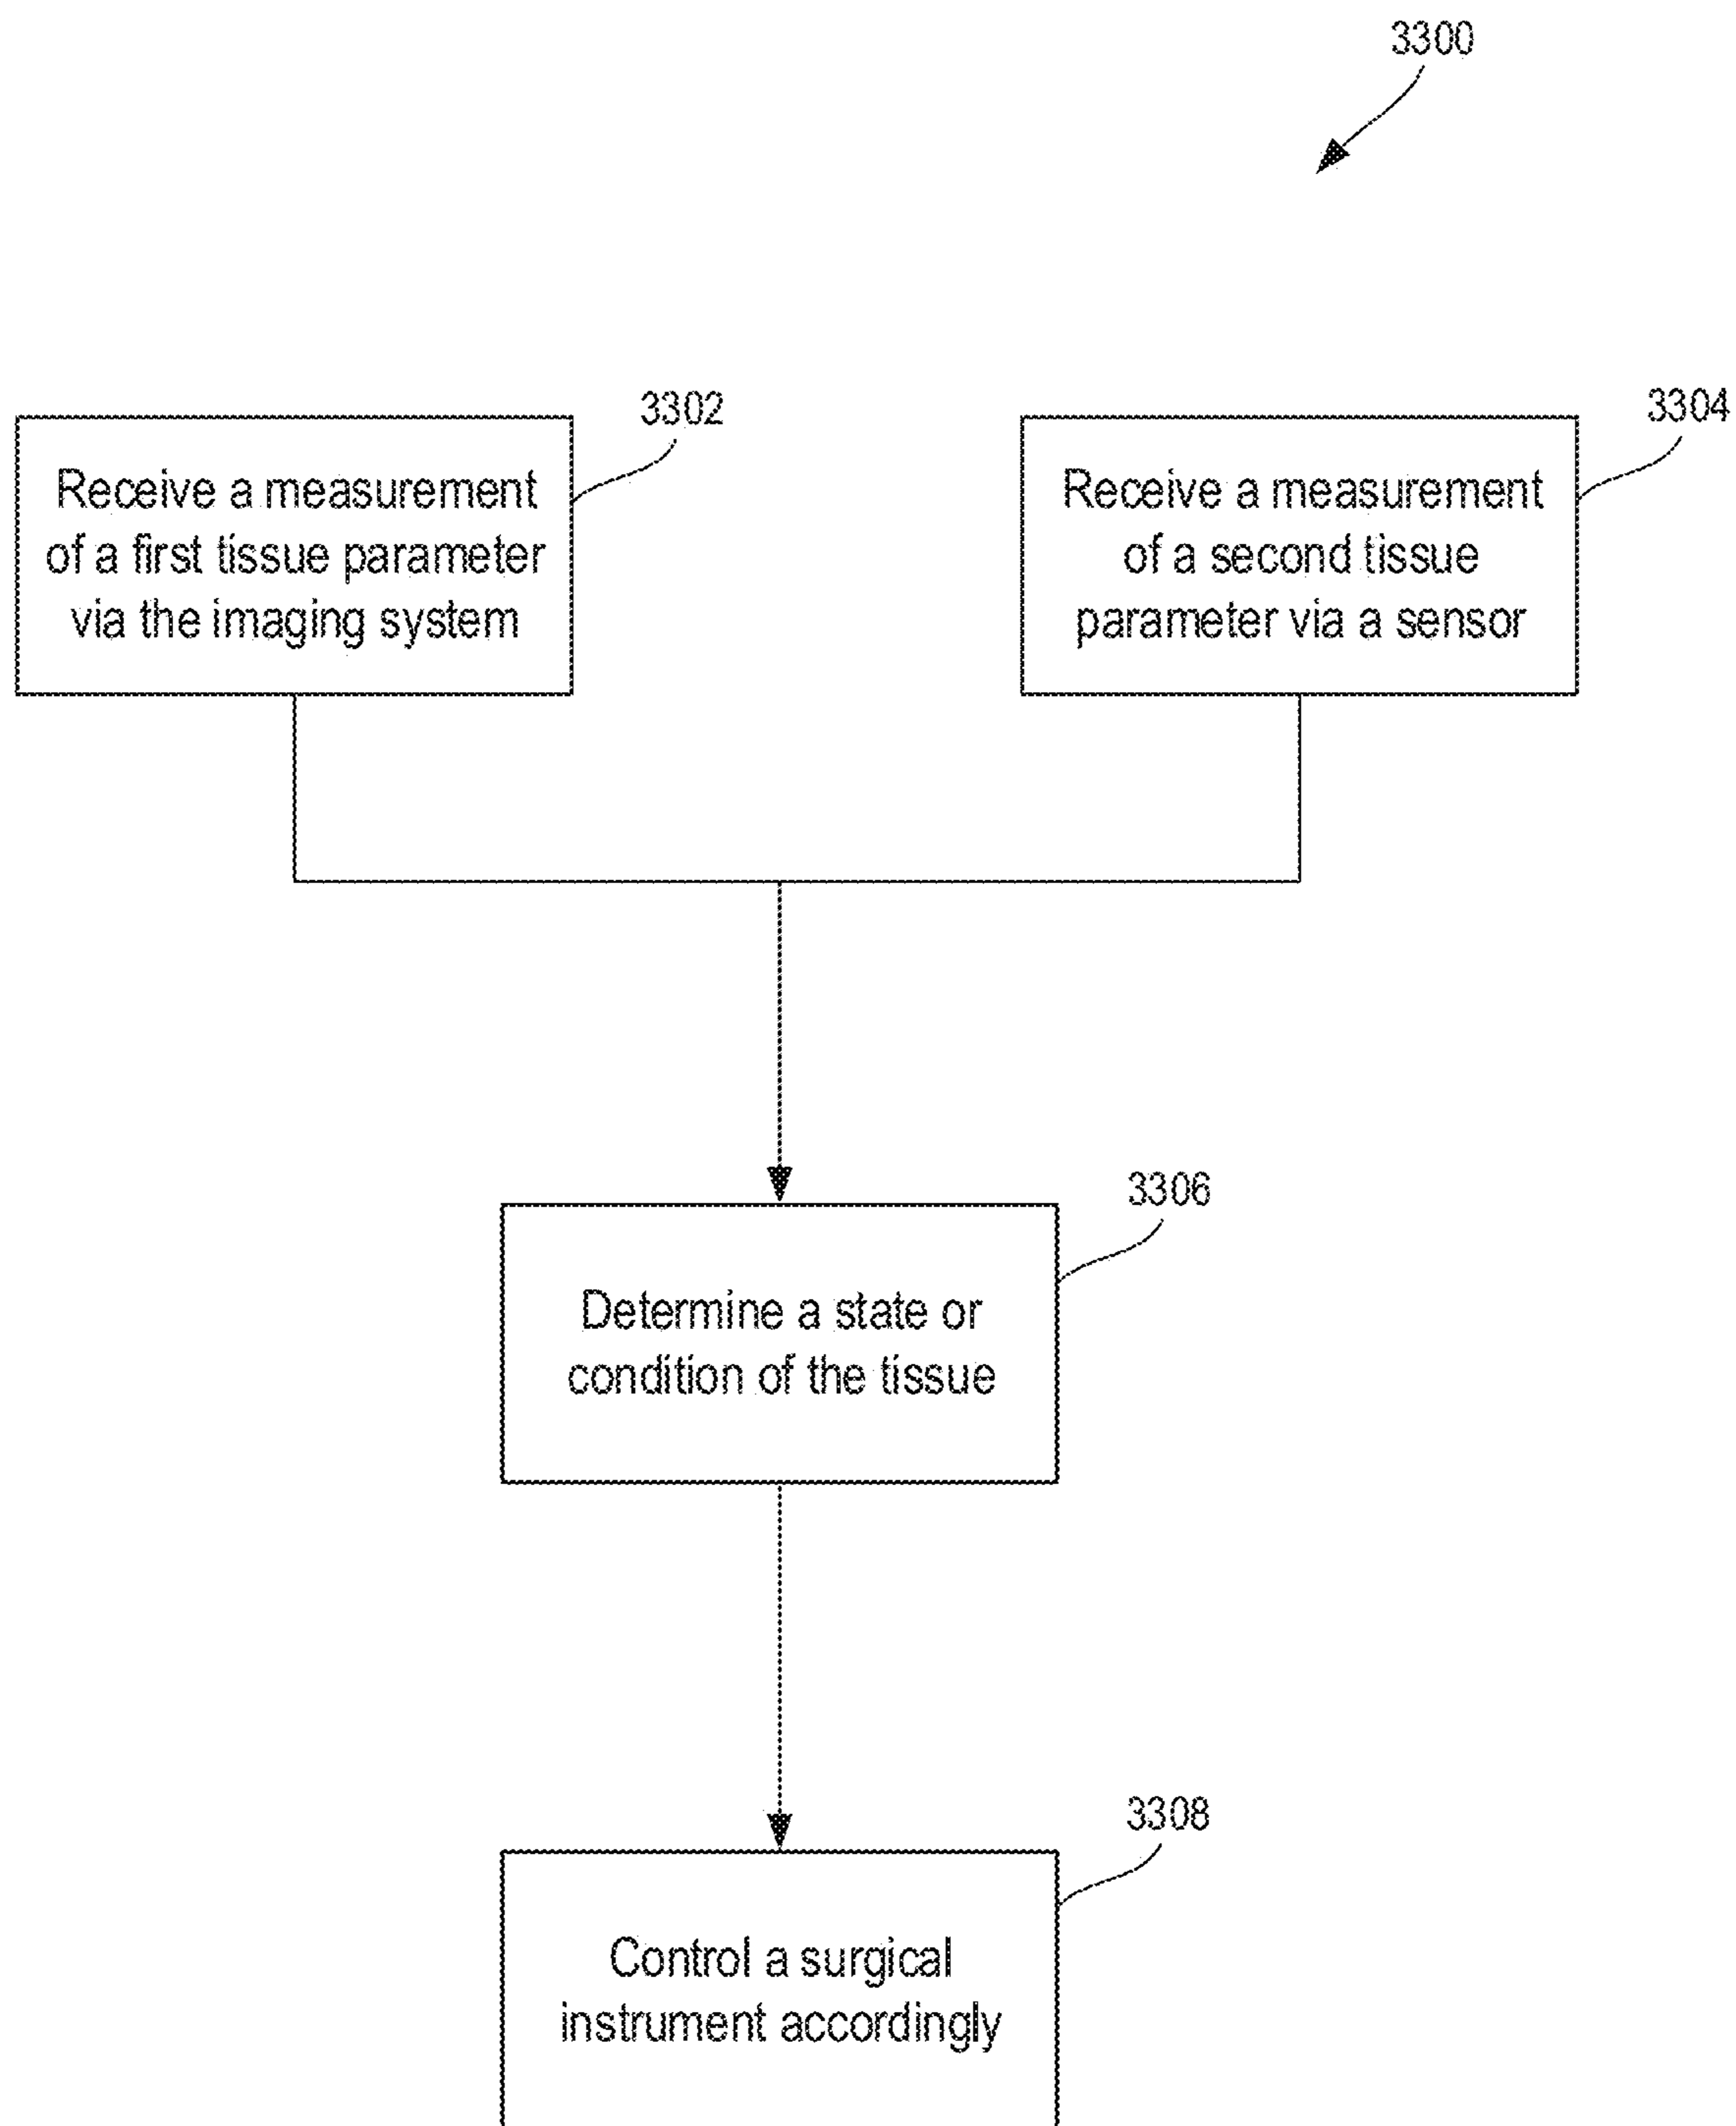 3300
3302
Receive a measurement
of a first tissue parameter
via the imaging system
3304
Receive a measurement
of a second tissue
parameter via a sensor
3306
Determine a state or
condition of the tissue
3308
Control a surgical
instrument accordingly